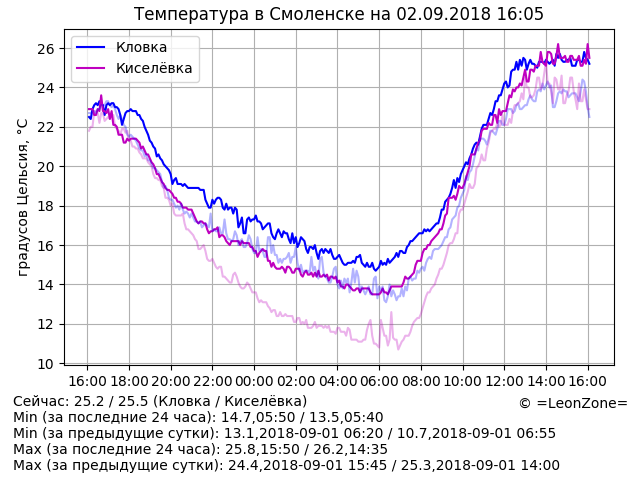 Температура в Смоленске на 02.09.2018 16:05
Кловка
Киселёвка
градусов Цельсия, °C
26
24
22
20
18
16
14
12
10
16:00 18:00 20:00 22:00 00:00 02:00 04:00 06:00 08:00 10:00 12:00 14:00 16:00
Сейчас: 25.2 / 25.5 (Кловка / Киселёвка)
© =LeonZone=
Min (за последние 24 часа): 14.7,05:50 / 13.5,05:40
Min (за предыдущие сутки): 13.1,2018-09-01 06:20 / 10.7,2018-09-01 06:55
Max (за последние 24 часа): 25.8,15:50 / 26.2,14:35
Max (за предыдущие сутки): 24.4,2018-09-01 15:45 / 25.3,2018-09-01 14:00